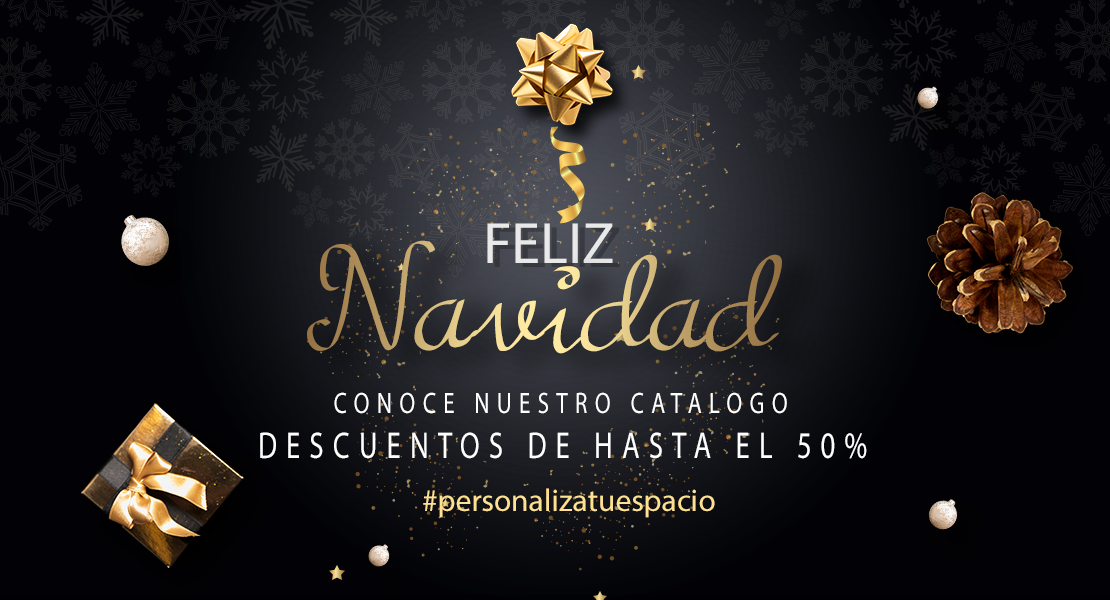 FELIZ
Navidad
CONOCE NUESTRO CATALOGO
DESCUENTOS DE HASTA EL 50%
#personalizatuespacio